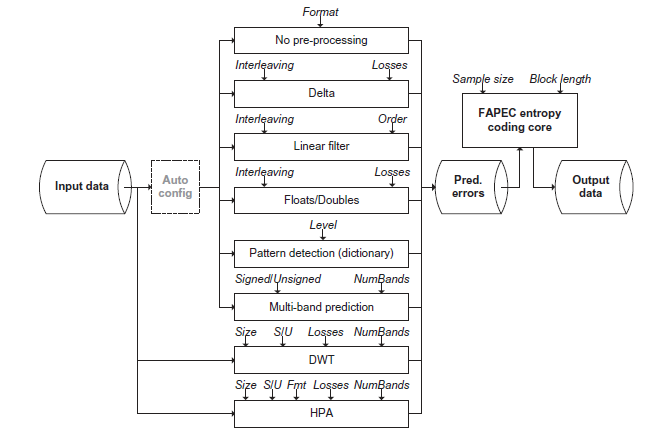 Format
No pre-processing
Interleaving Losses
Delta
Interleaving Order
Linear filter
Interleaving Losses
Floats/Doubles
Level
Pattern detection (dictionary)
Signed/Unsigned NumBands
Multi-band prediction
Size S/U Losses NumBands
DWT
Size S/U Fmt Losses NumBands
HPA
Input data
Auto
config
Pred.
errors
Sample size Block length
FAPEC entropy
coding core
Output
data